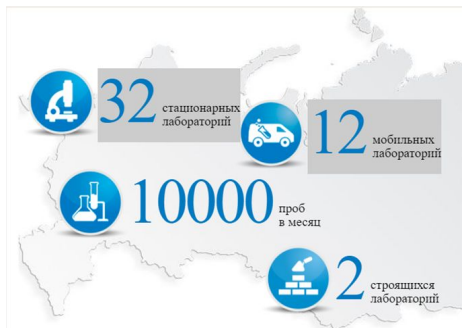 32 стационарных
лабораторий
12 мобильных
лабораторий
10000 проб
в месяц
2 строящихся
лабораторий